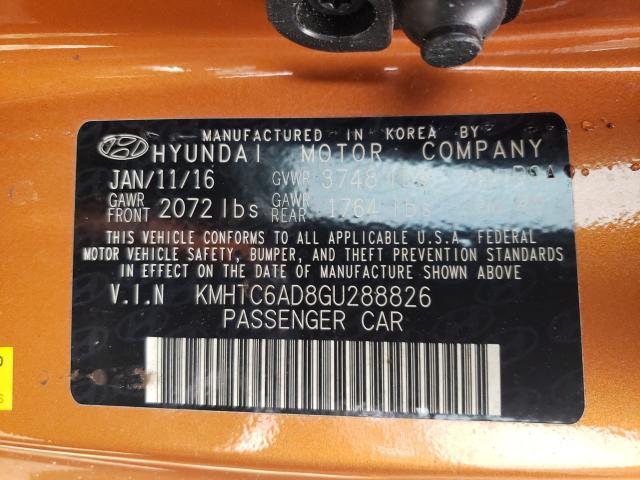 MANUFACTURED IN KOREA BY
HYUNDAI MOTOR COMPANY
JAN/11/16 GVWR 3748 lbs
GAWR FRONT 2072 lbs GAWR REAR 1764 lbs
THIS VEHICLE CONFORMS TO ALL APPLICABLE U.S.A. FEDERAL
MOTOR VEHICLE SAFETY, BUMPER, AND THEFT PREVENTION STANDARDS
IN EFFECT ON THE DATE OF MANUFACTURE SHOWN ABOVE.
V.I.N KMHTC6AD8GU288826
PASSENGER CAR